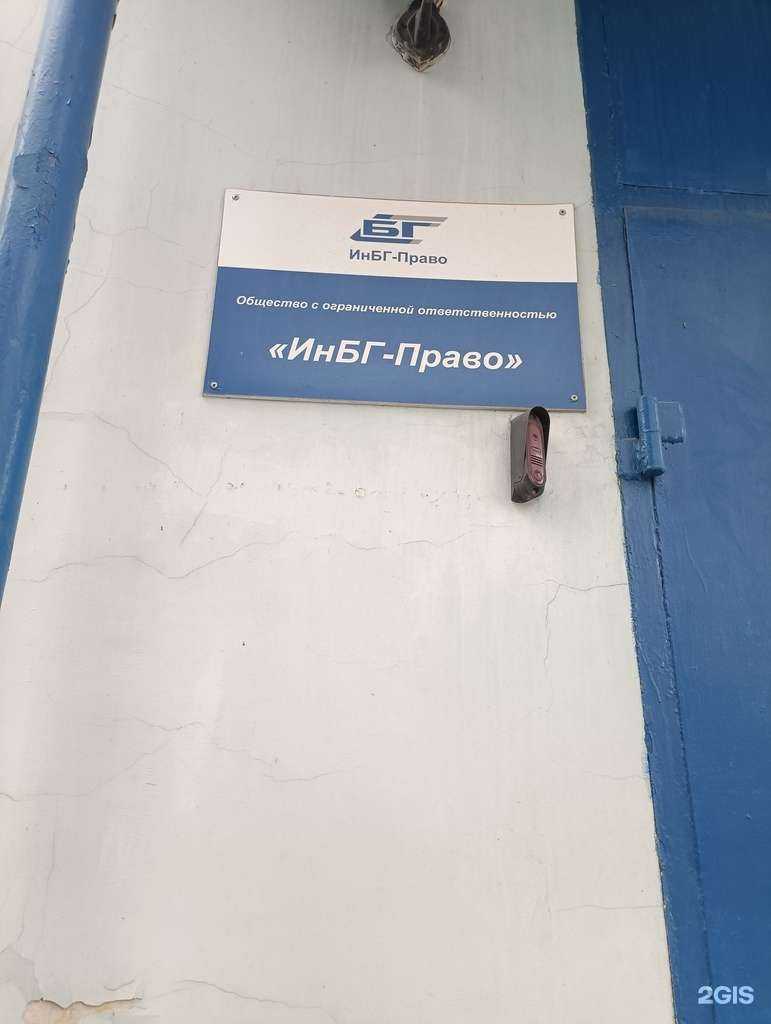 БГ
ИнБГ-Право
Общество с ограниченной ответственностью
«ИнБГ-Право»
2GIS